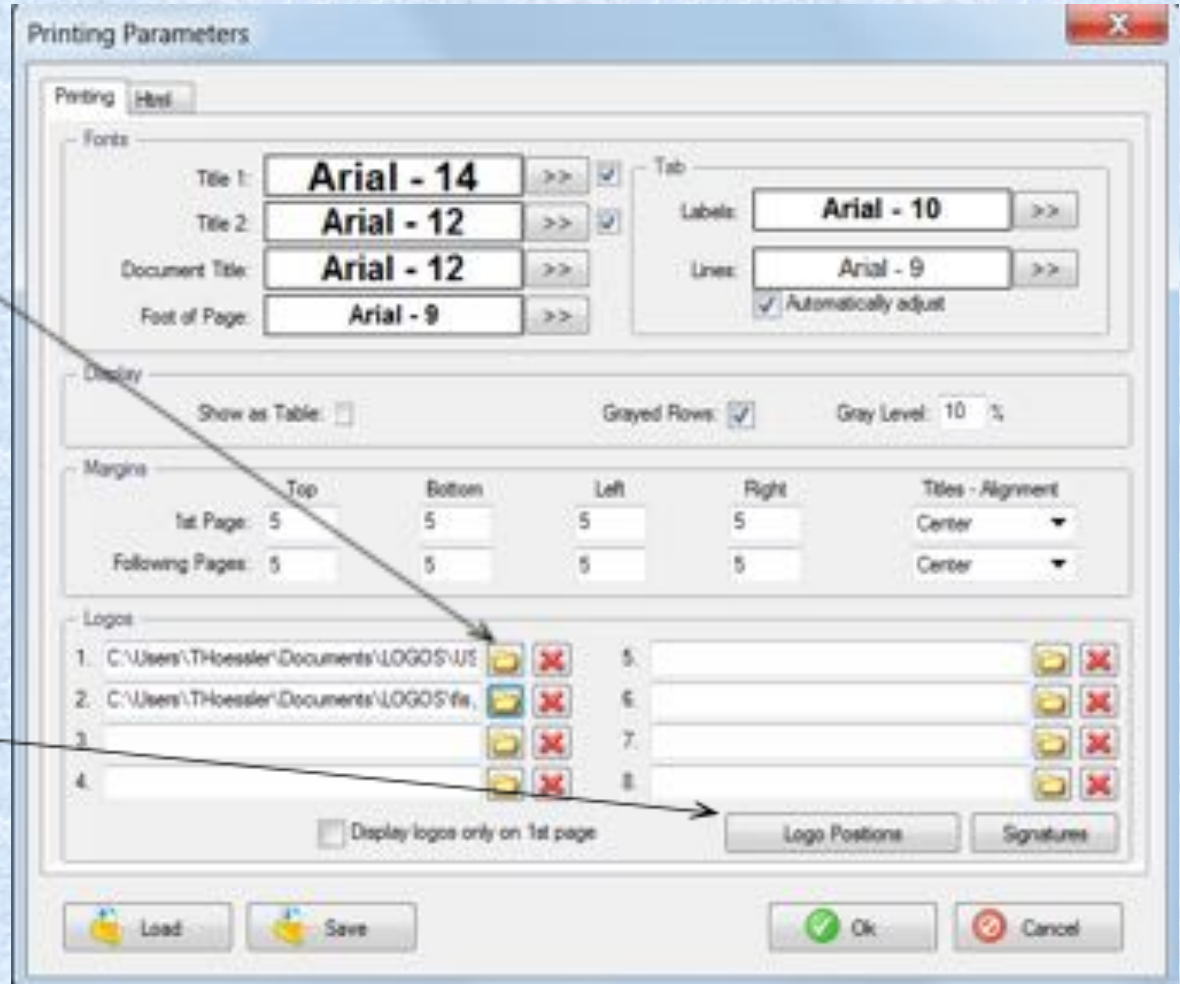 Printing Parameters
Printing Html
Fonts
Title 1: Arial - 14 >>
Title 2: Arial - 12 >>
Document Title: Arial - 12 >>
Foot of Page: Arial - 9 >>
Tab
Labels: Arial - 10 >>
Lines: Arial - 9 >>
Automatically adjust
Display
Show as Table: Grayed Rows: Gray Level: 10 %
Margins
Top Bottom Left Right Titles - Alignment
1st Page: 5 5 5 5 Center
Following Pages: 5 5 5 5 Center
Logos
1. C:\Users\THoessler\Documents\LOGOS\US 5.
2. C:\Users\THoessler\Documents\LOGOS\fis_ 6.
3. 7.
4. 8.
Display logos only on 1st page Logo Positions Signatures
Load Save Ok Cancel